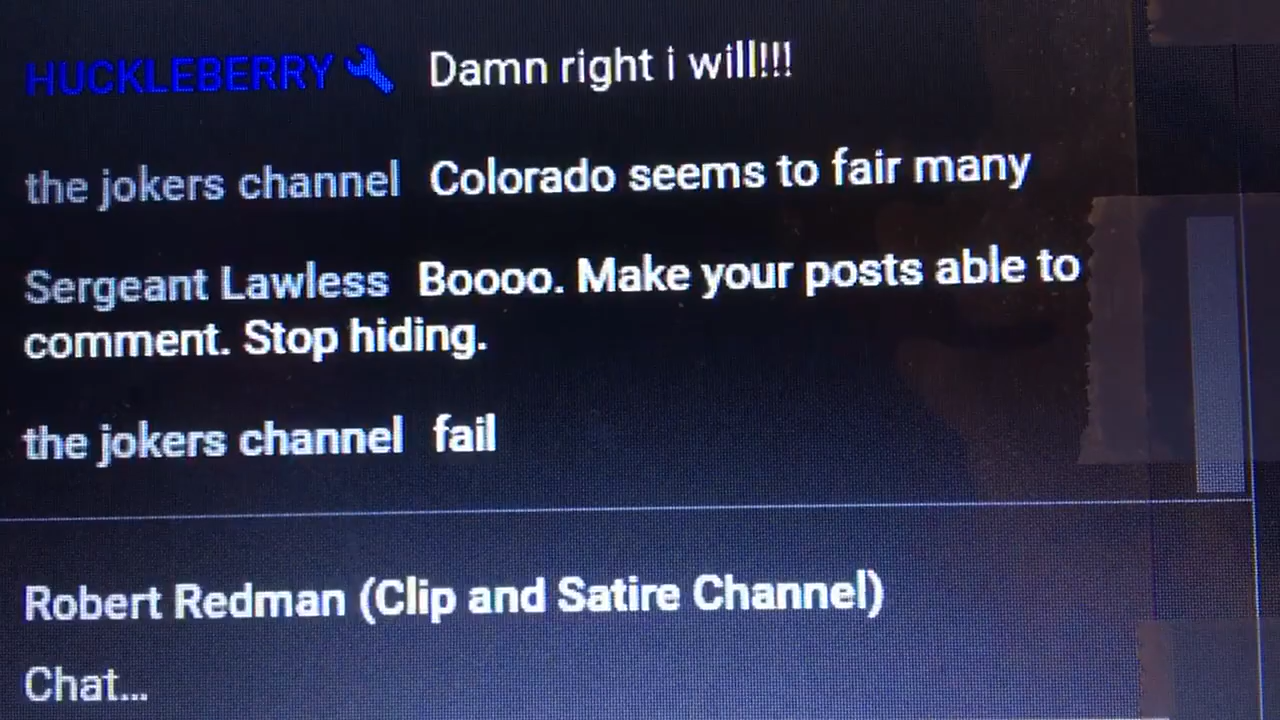 HUCKLEBERRY Damn right i will!!!
the jokers channel Colorado seems to fair many
Sergeant Lawless Boooo. Make your posts able to
comment. Stop hiding.
the jokers channel fail
Robert Redman (Clip and Satire Channel)
Chat...